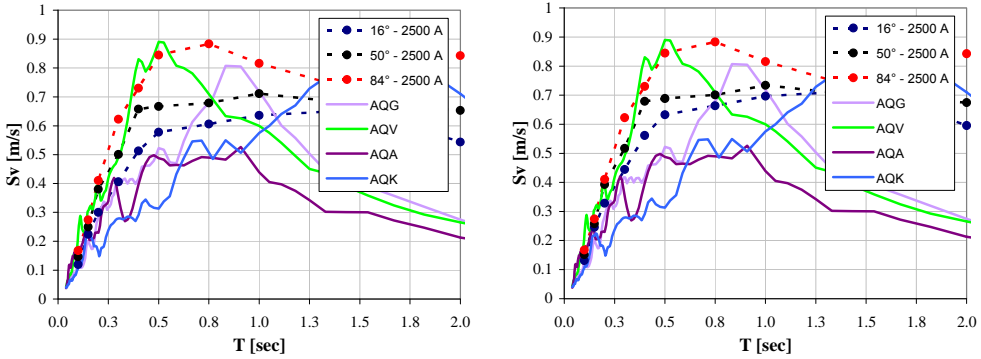 Sv [m/s]
1
0.9
0.8
0.7
0.6
0.5
0.4
0.3
0.2
0.1
0
0.0 0.3 0.5 0.8 1.0 1.3 1.5 1.8 2.0
T [sec]
16° - 2500 A
50° - 2500 A
84° - 2500 A
AQG
AQV
AQA
AQK
Sv [m/s]
1
0.9
0.8
0.7
0.6
0.5
0.4
0.3
0.2
0.1
0
0.0 0.3 0.5 0.8 1.0 1.3 1.5 1.8 2.0
T [sec]
16° - 2500 A
50° - 2500 A
84° - 2500 A
AQG
AQV
AQA
AQK